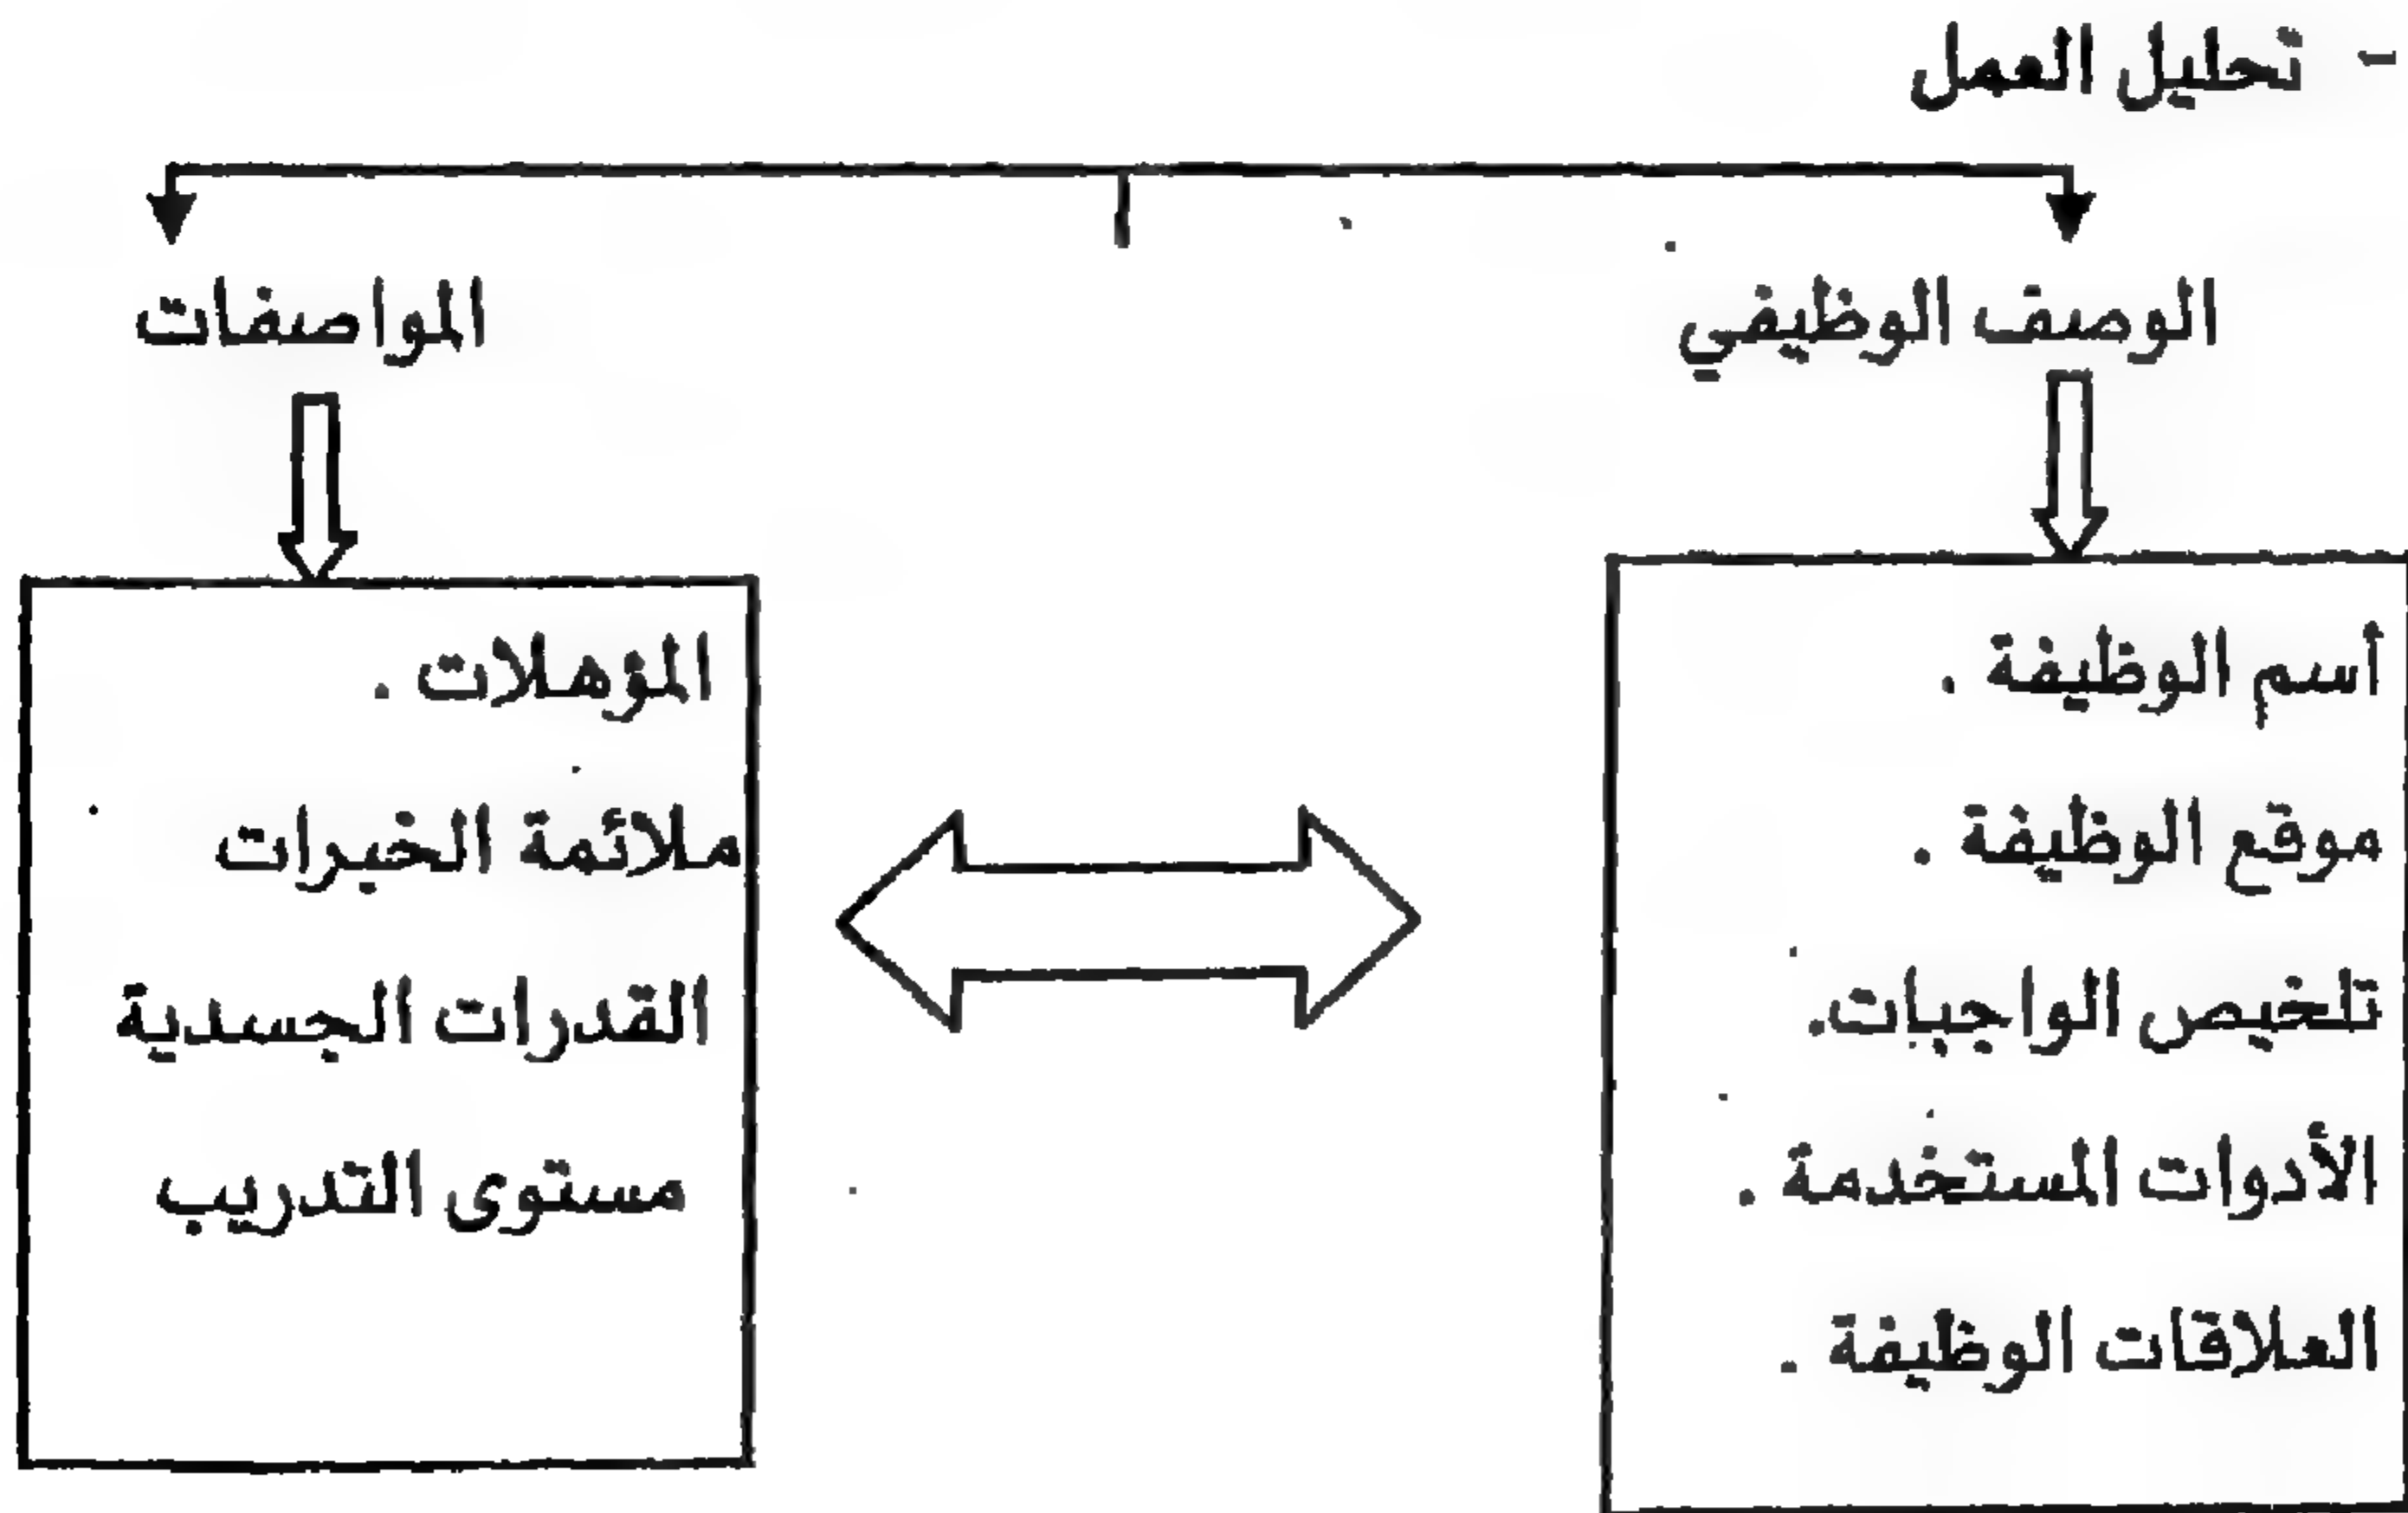 تحليل العمل
الوصف الوظيفي
أسم الوظيفة .
موقع الوظيفة .
تلخيص الواجبات.
الأدوات المستخدمة .
العلاقات الوظيفة .
المواصفات
المؤهلات .
ملائمة الخبرات
القدرات الجسدية
مستوى التدريب